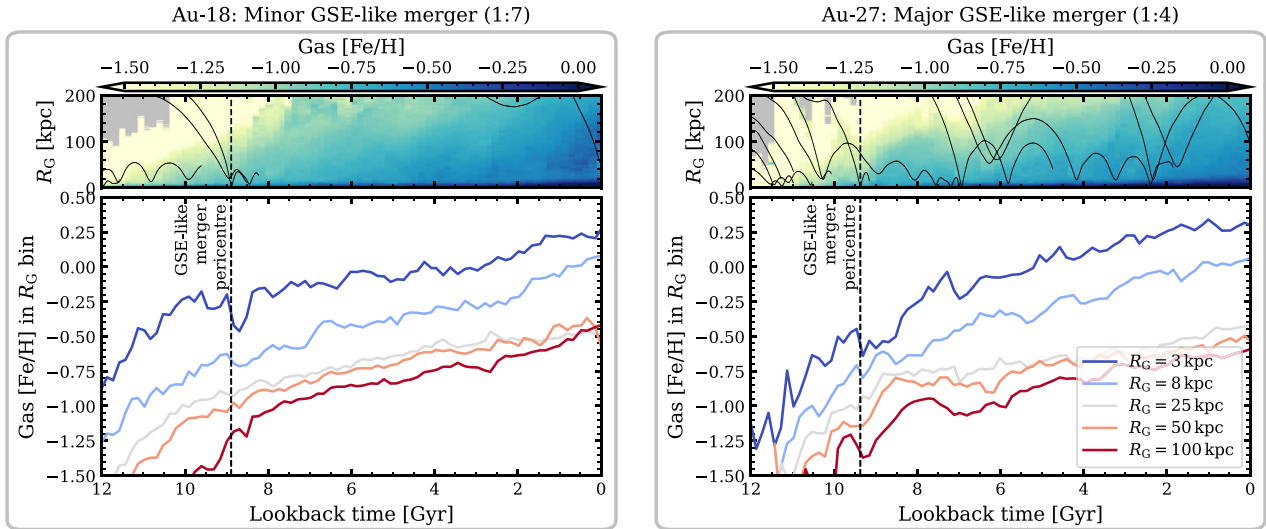 Au-18: Minor GSE-like merger (1:7)
Gas [Fe/H]
−1.50 −1.25 −1.00 −0.75 −0.50 −0.25 0.00
200
100
0
R_G [kpc]
0.50
0.25
0.00
−0.25
−0.50
−0.75
−1.00
−1.25
−1.50
Gas [Fe/H] in R_G bin
GSE-like
merger
pericentre
12 10 8 6 4 2 0
Lookback time [Gyr]
Au-27: Major GSE-like merger (1:4)
Gas [Fe/H]
−1.50 −1.25 −1.00 −0.75 −0.50 −0.25 0.00
200
100
0
R_G [kpc]
0.50
0.25
0.00
−0.25
−0.50
−0.75
−1.00
−1.25
−1.50
Gas [Fe/H] in R_G bin
GSE-like
merger
pericentre
R_G = 3 kpc
R_G = 8 kpc
R_G = 25 kpc
R_G = 50 kpc
R_G = 100 kpc
12 10 8 6 4 2 0
Lookback time [Gyr]